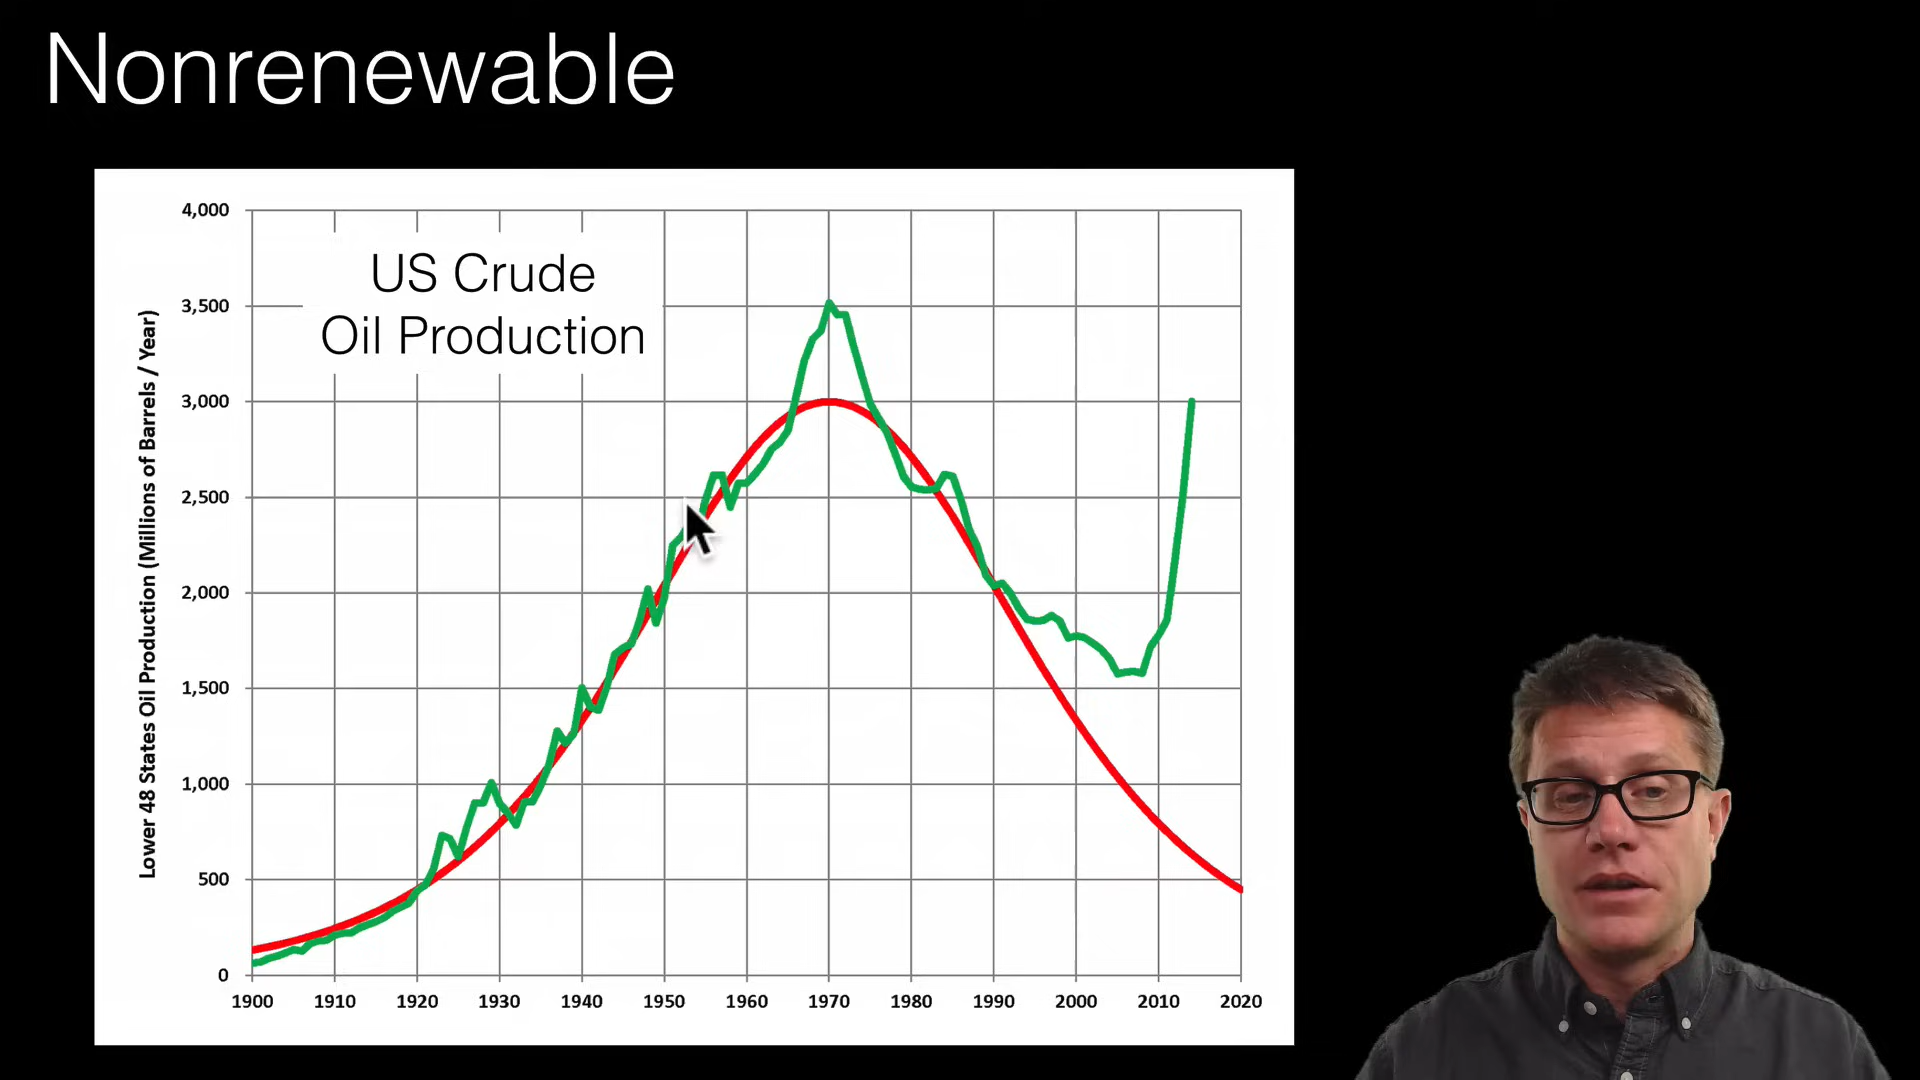 Nonrenewable
US Crude
Oil Production
Lower 48 States Oil Production (Millions of Barrels / Year)
4,000
3,500
3,000
2,500
2,000
1,500
1,000
500
0
1900 1910 1920 1930 1940 1950 1960 1970 1980 1990 2000 2010 2020